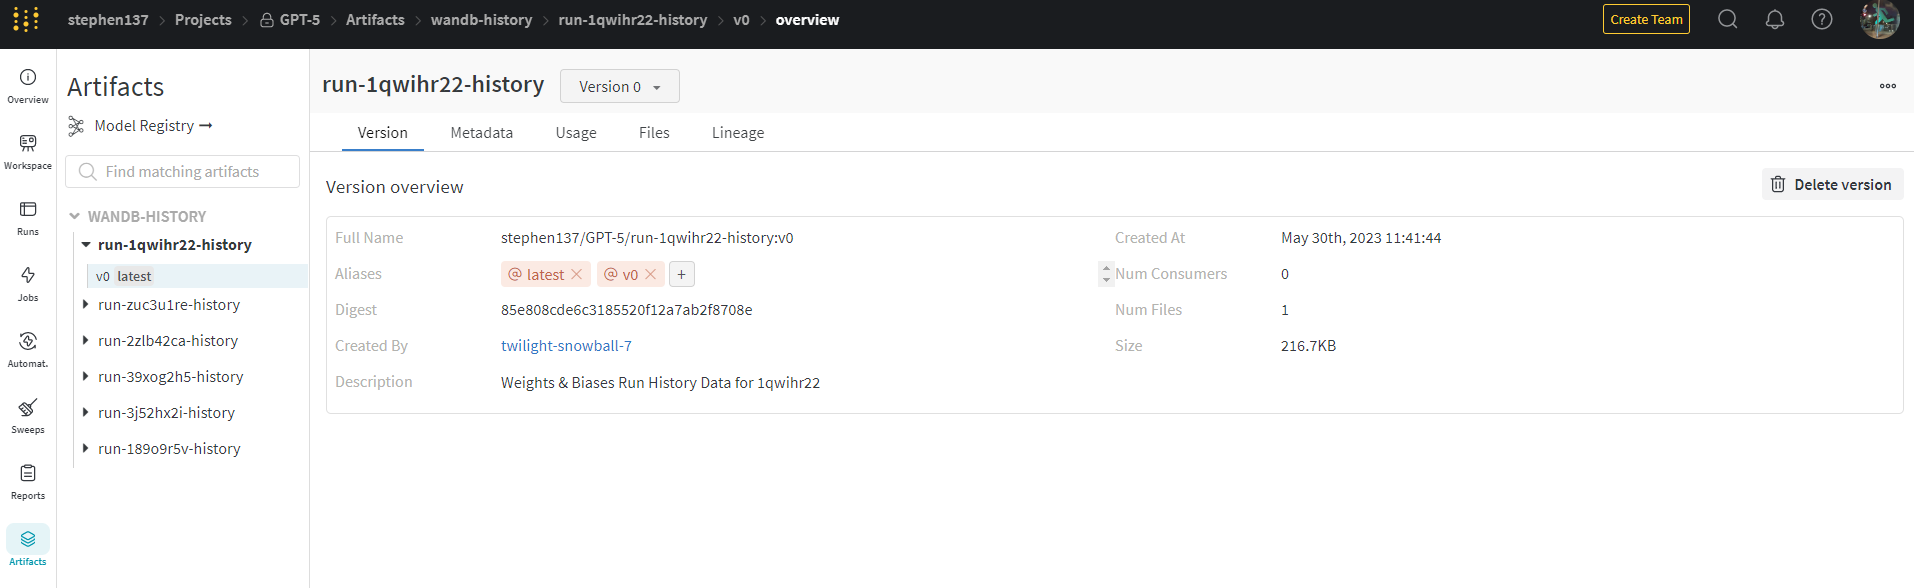 stephen137 > Projects > GPT-5 > Artifacts > wandb-history > run-1qwihr22-history > v0 > overview
Create Team
Overview
Workspace
Runs
Jobs
Automat.
Sweeps
Reports
Artifacts
Artifacts
Model Registry →
Find matching artifacts
WANDB-HISTORY
run-1qwihr22-history
v0 latest
run-zuc3u1re-history
run-2zlb42ca-history
run-39xog2h5-history
run-3j52hx2i-history
run-189o9r5v-history
run-1qwihr22-history
Version 0
Version Metadata Usage Files Lineage
Version overview
Delete version
Full Name stephen137/GPT-5/run-1qwihr22-history:v0
Aliases @ latest @ v0 +
Digest 85e808cde6c3185520f12a7ab2f8708e
Created By twilight-snowball-7
Description Weights & Biases Run History Data for 1qwihr22
Created At May 30th, 2023 11:41:44
Num Consumers 0
Num Files 1
Size 216.7KB